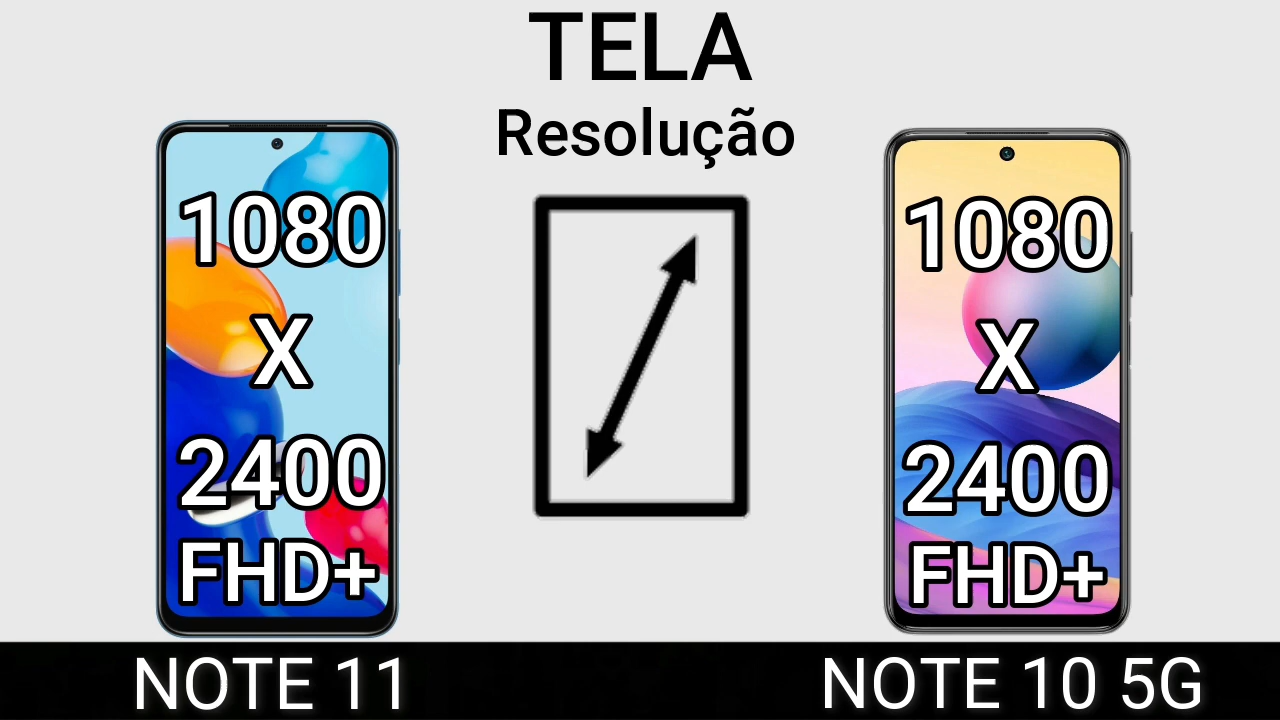 TELA
Resolução
1080
X
2400
FHD+
1080
X
2400
FHD+
NOTE 11
NOTE 10 5G